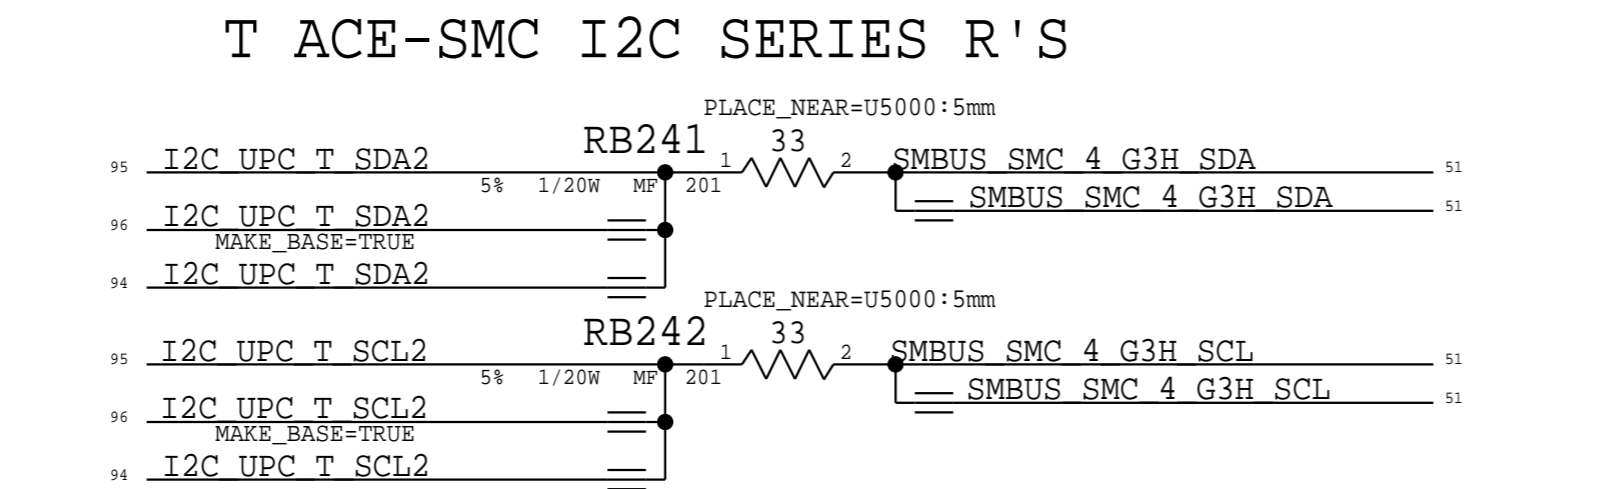 T ACE-SMC I2C SERIES R'S
PLACE_NEAR=U5000:5mm
RB241 33
95 I2C_UPC_T_SDA2 1 2 SMBUS_SMC_4_G3H_SDA 51
5% 1/20W MF 201
SMBUS_SMC_4_G3H_SDA 51
96 I2C_UPC_T_SDA2
MAKE_BASE=TRUE
94 I2C_UPC_T_SDA2
PLACE_NEAR=U5000:5mm
RB242 33
95 I2C_UPC_T_SCL2 1 2 SMBUS_SMC_4_G3H_SCL 51
5% 1/20W MF 201
SMBUS_SMC_4_G3H_SCL 51
96 I2C_UPC_T_SCL2
MAKE_BASE=TRUE
94 I2C_UPC_T_SCL2